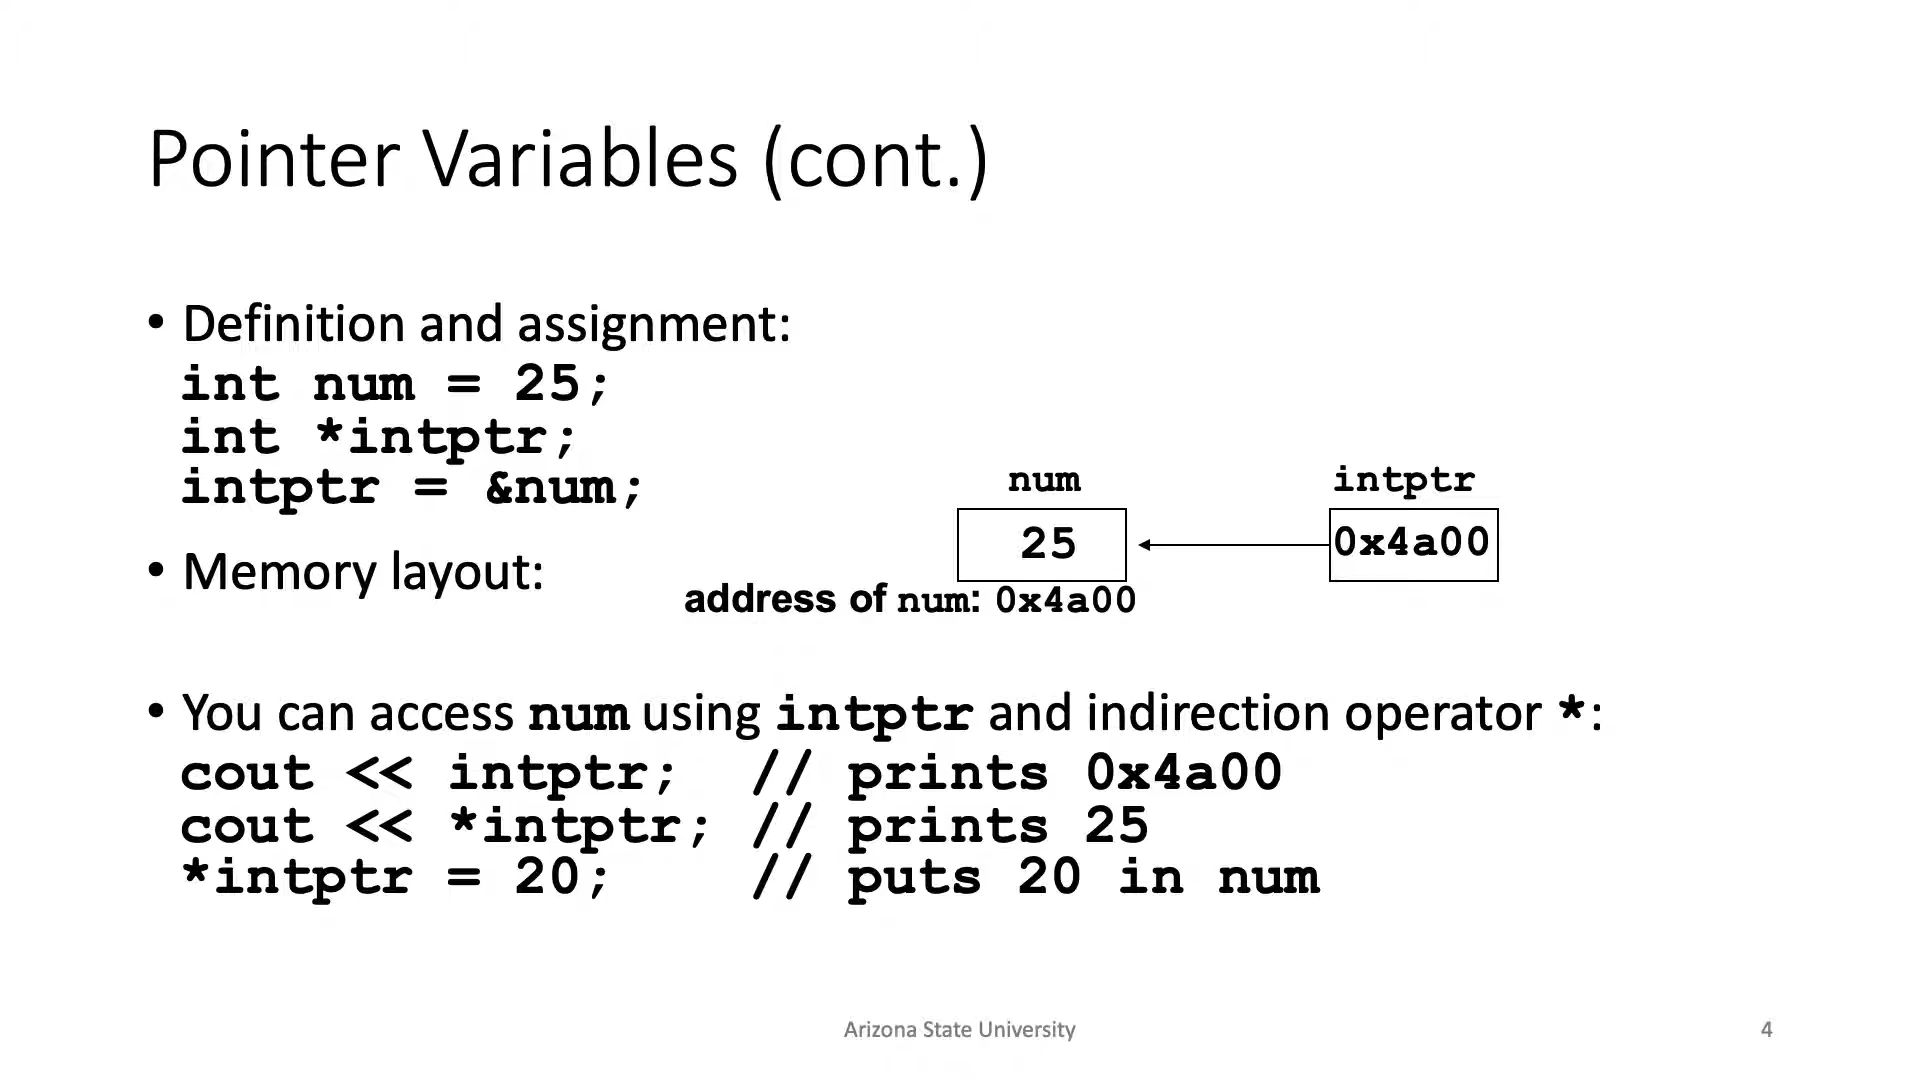 Pointer Variables (cont.)
• Definition and assignment:
int num = 25;
int *intptr;
intptr = &num;
• Memory layout:
num
intptr
25
0x4a00
address of num: 0x4a00
• You can access num using intptr and indirection operator *:
cout << intptr; // prints 0x4a00
cout << *intptr; // prints 25
*intptr = 20; // puts 20 in num
Arizona State University
4